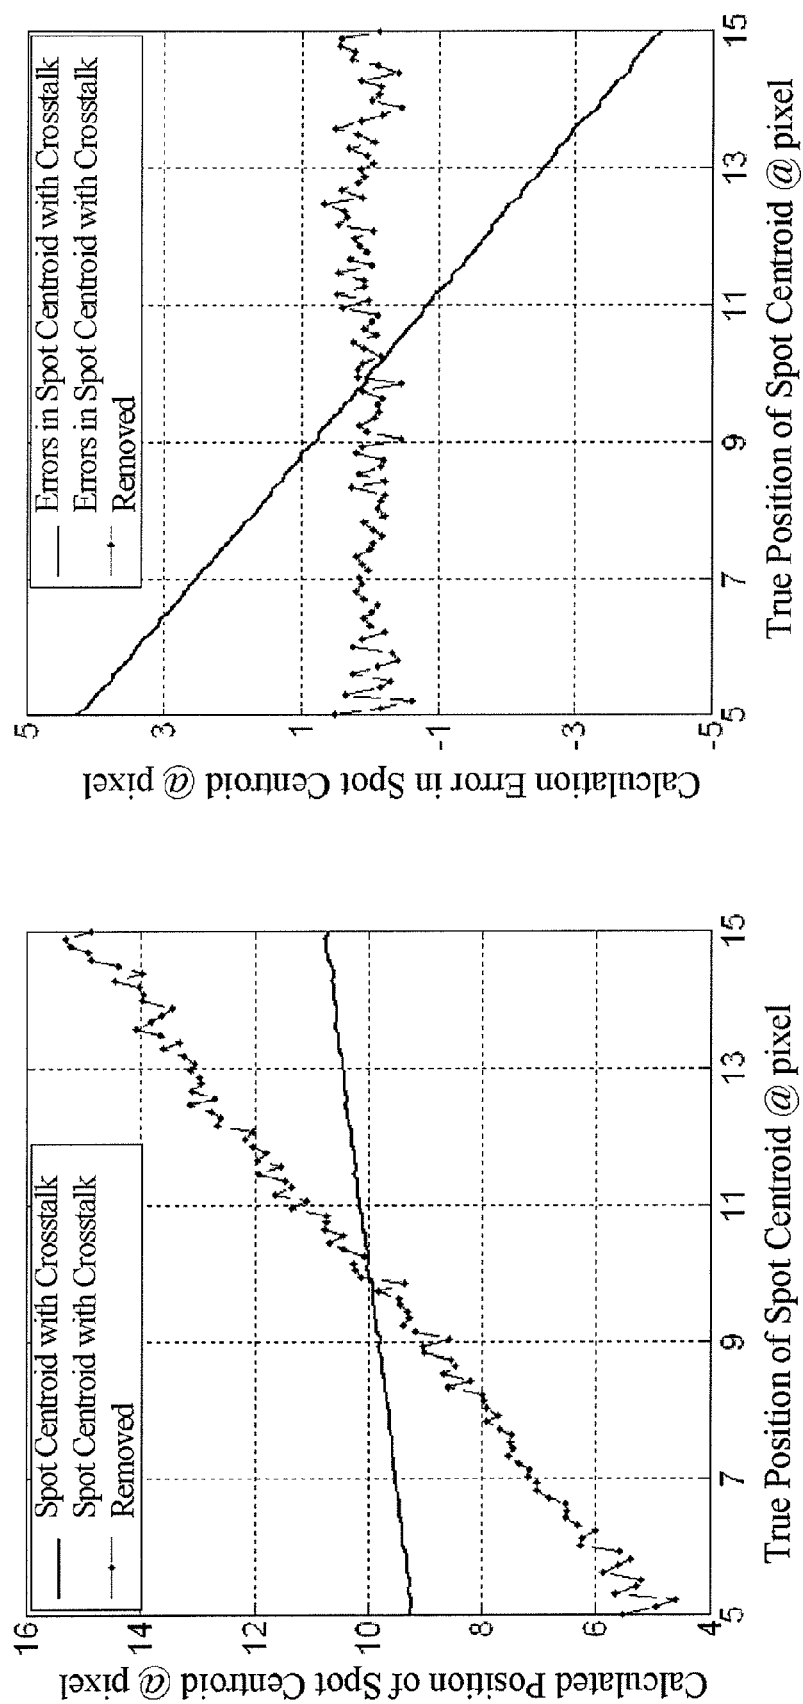 Spot Centroid with Crosstalk
Spot Centroid with Crosstalk
Removed
16
14
12
10
8
6
4
5
7
9
11
13
15
Calculated Position of Spot Centroid @ pixel
True Position of Spot Centroid @ pixel
Errors in Spot Centroid with Crosstalk
Errors in Spot Centroid with Crosstalk
Removed
5
3
1
-1
-3
-5
5
7
9
11
13
15
Calculation Error in Spot Centroid @ pixel
True Position of Spot Centroid @ pixel